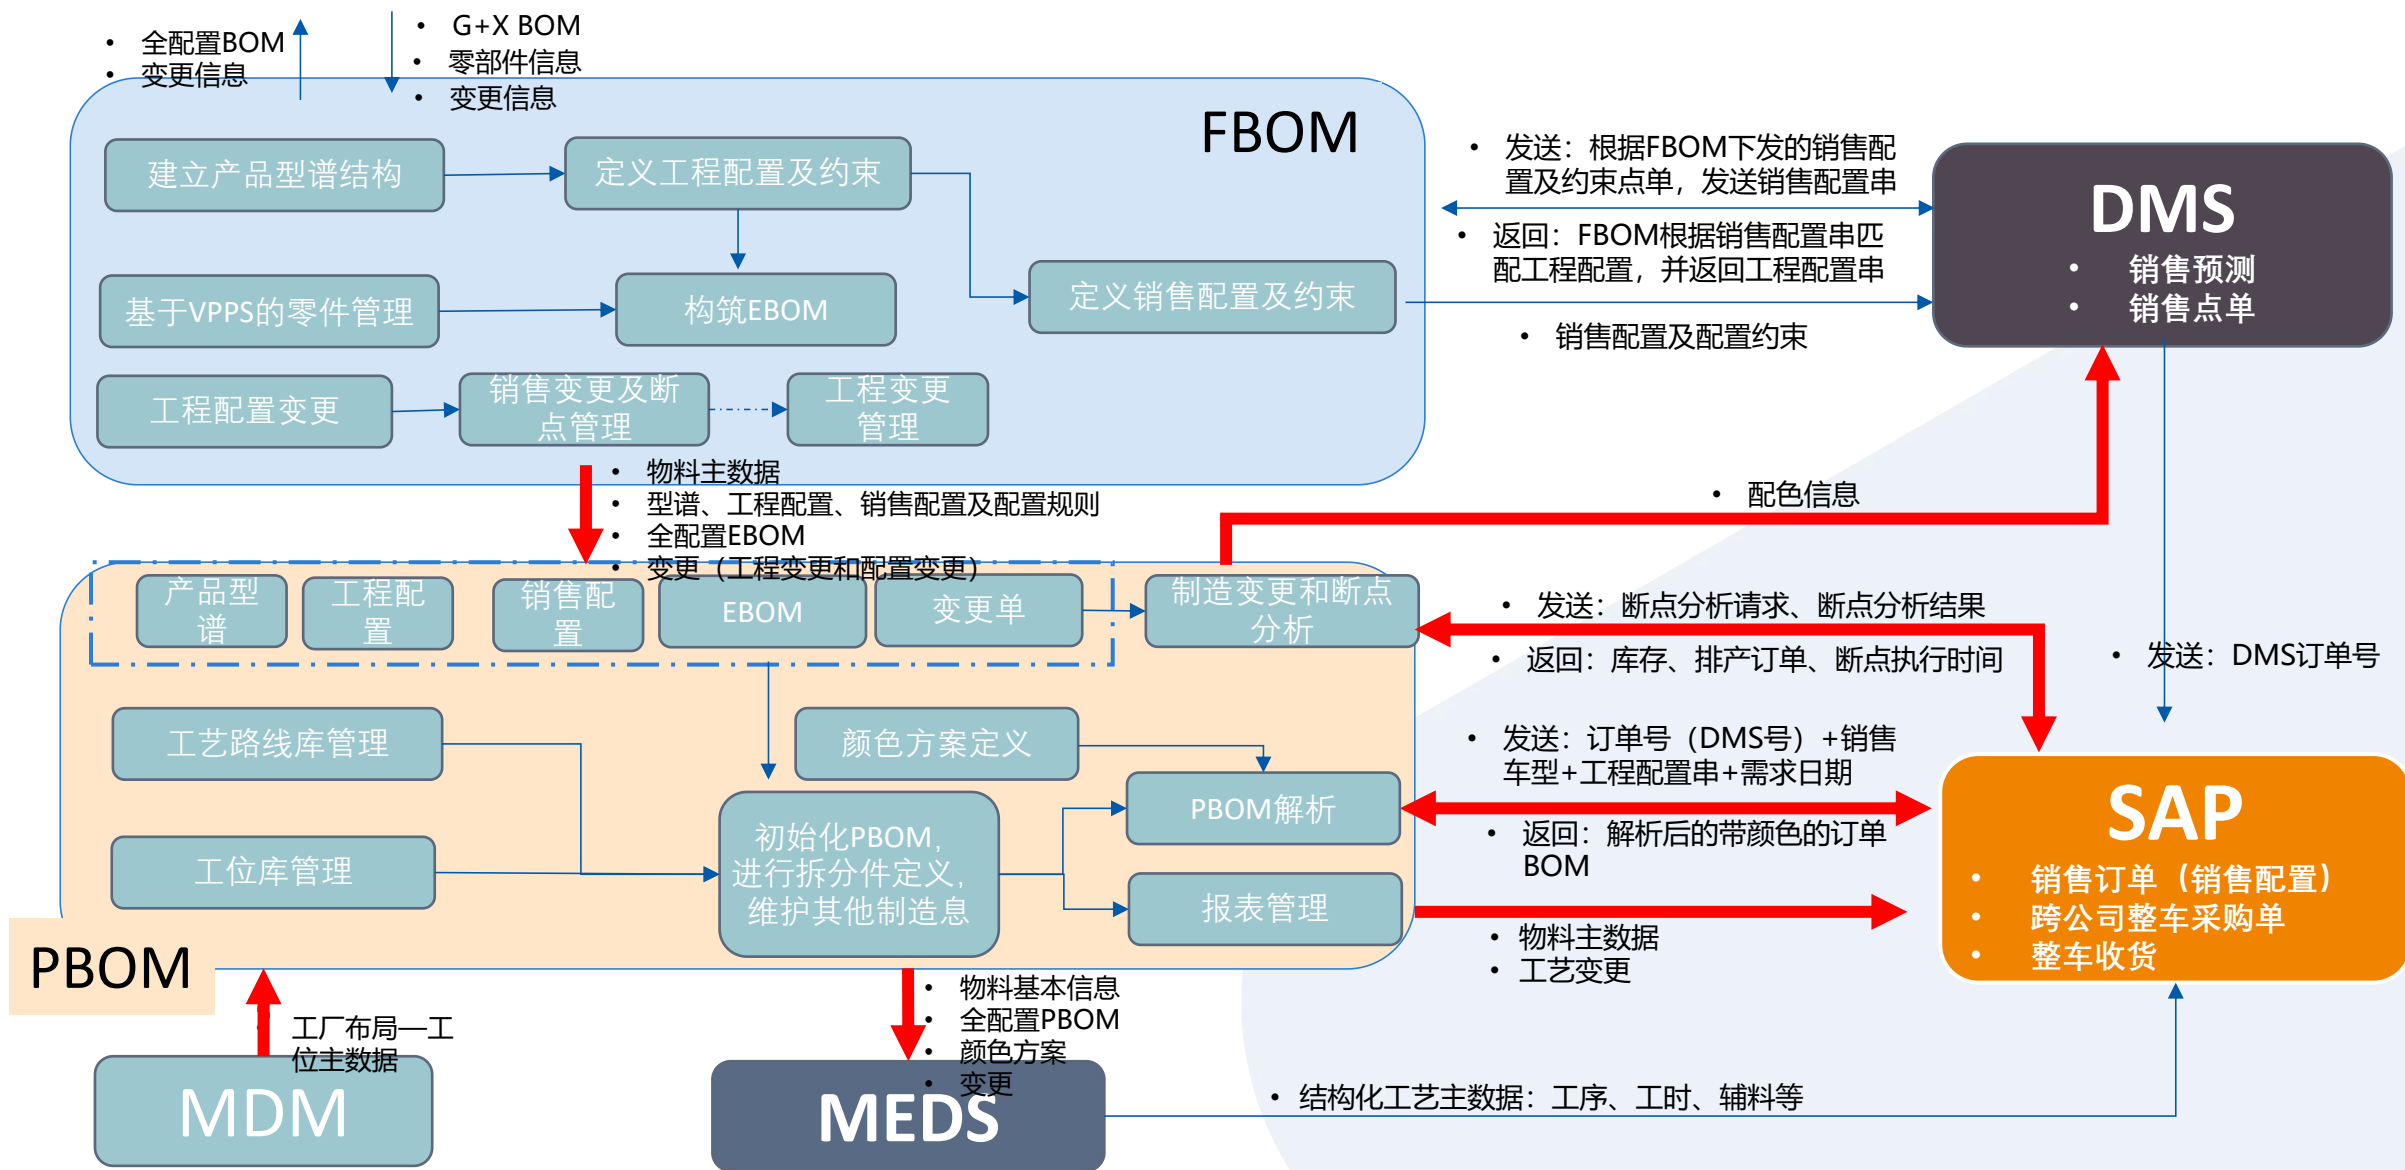 全配置BOM
变更信息
G+X BOM
零部件信息
变更信息
FBOM
建立产品型谱结构
定义工程配置及约束
基于VPPS的零件管理
构筑EBOM
定义销售配置及约束
工程配置变更
销售变更及断
点管理
工程变更
管理
发送：根据FBOM下发的销售配
置及约束点单，发送销售配置串
返回：FBOM根据销售配置串匹
配工程配置，并返回工程配置串
销售配置及配置约束
DMS
销售预测
销售点单
物料主数据
型谱、工程配置、销售配置及配置规则
全配置EBOM
变更（工程变更和配置变更）
配色信息
产品型
谱
工程配
置
销售配
置
EBOM
变更单
制造变更和断点
分析
发送：断点分析请求、断点分析结果
返回：库存、排产订单、断点执行时间
发送：DMS订单号
工艺路线库管理
颜色方案定义
工位库管理
初始化PBOM，
进行拆分件定义，
维护其他制造息
PBOM解析
报表管理
发送：订单号（DMS号）+销售
车型+工程配置串+需求日期
返回：解析后的带颜色的订单
BOM
物料主数据
工艺变更
SAP
销售订单（销售配置）
跨公司整车采购单
整车收货
PBOM
工厂布局—工
位主数据
MDM
物料基本信息
全配置PBOM
颜色方案
变更
MEDS
结构化工艺主数据：工序、工时、辅料等